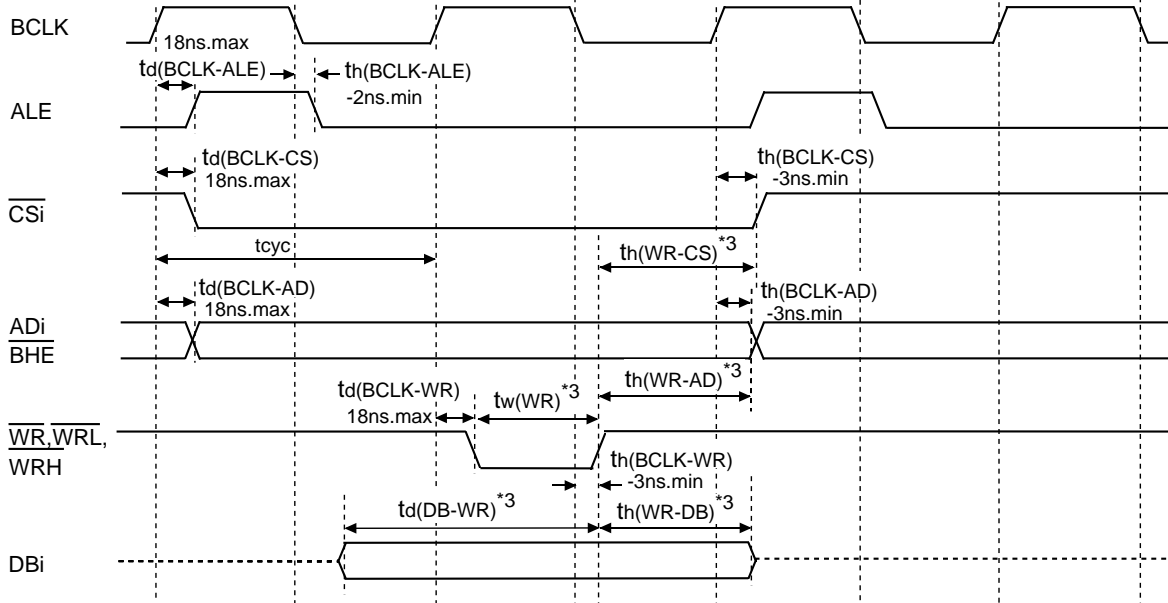 BCLK
18ns.max
td(BCLK-ALE)
th(BCLK-ALE)
-2ns.min
ALE
td(BCLK-CS)
18ns.max
th(BCLK-CS)
-3ns.min
CSi
tcyc
th(WR-CS)*3
td(BCLK-AD)
18ns.max
th(BCLK-AD)
-3ns.min
ADi
BHE
td(BCLK-WR)
18ns.max
tw(WR)*3
th(WR-AD)*3
WR,WRL,
WRH
th(BCLK-WR)
-3ns.min
td(DB-WR)*3
th(WR-DB)*3
DBi